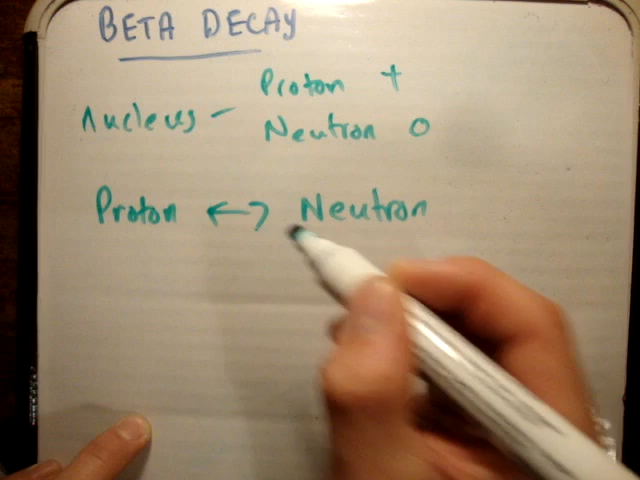 BETA DECAY
Proton +
Nucleus - 
Neutron 0
Proton <-> Neutron